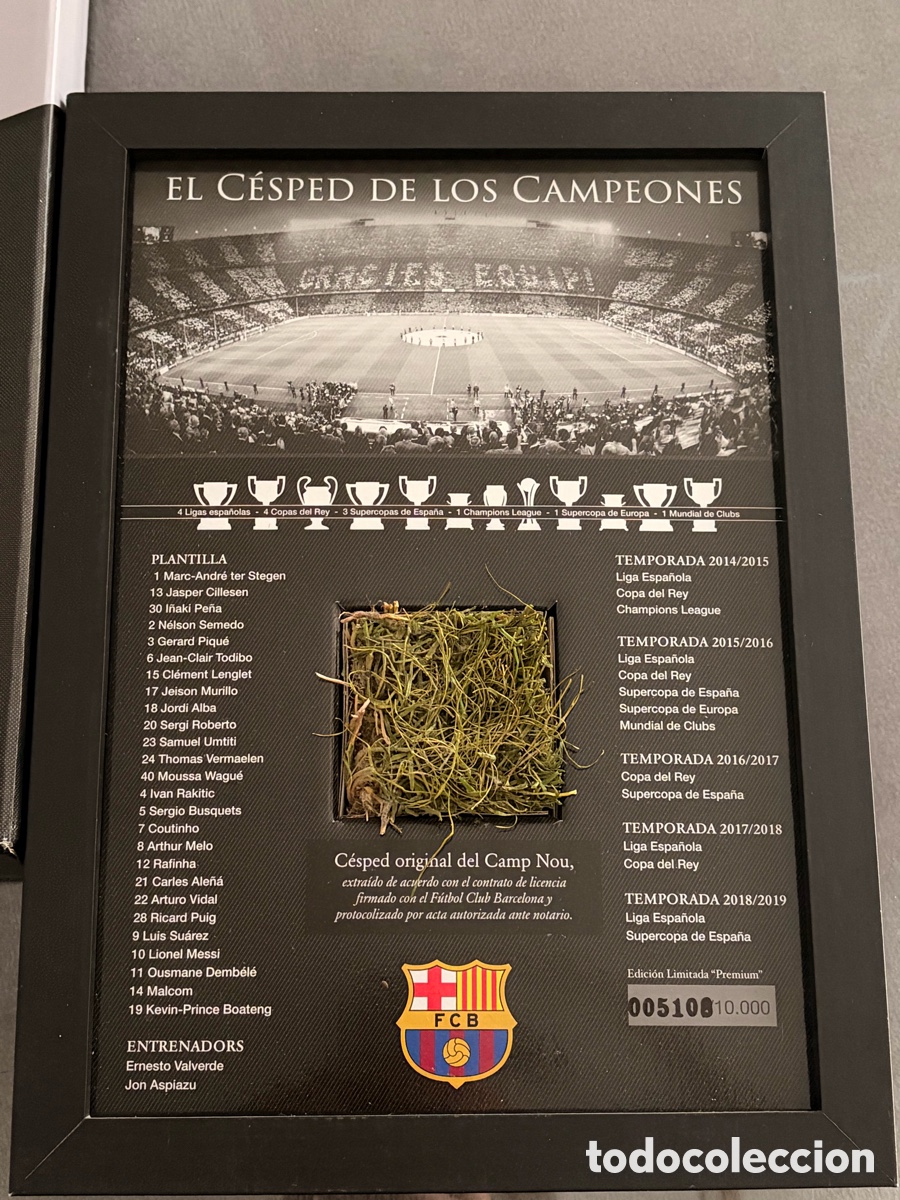 EL CÉSPED DE LOS CAMPEONES
GRACIES EQUIP!
4 Ligas españolas - 4 Copas del Rey - 3 Supercopas de España - 1 Champions League - 1 Supercopa de Europa - 1 Mundial de Clubs
PLANTILLA
1 Marc-André ter Stegen
13 Jasper Cillesen
30 Iñaki Peña
2 Nélson Semedo
3 Gerard Piqué
6 Jean-Clair Todibo
15 Clément Lenglet
17 Jeison Murillo
18 Jordi Alba
20 Sergi Roberto
23 Samuel Umtiti
24 Thomas Vermaelen
40 Moussa Wagué
4 Ivan Rakitic
5 Sergio Busquets
7 Coutinho
8 Arthur Melo
12 Rafinha
21 Carles Aleñá
22 Arturo Vidal
28 Ricard Puig
9 Luis Suárez
10 Lionel Messi
11 Ousmane Dembélé
14 Malcom
19 Kevin-Prince Boateng
ENTRENADORS
Ernesto Valverde
Jon Aspiazu
Césped original del Camp Nou,
extraído de acuerdo con el contrato de licencia
firmado con el Fútbol Club Barcelona y
protocolizado por acta autorizada ante notario.
FCB
TEMPORADA 2014/2015
Liga Española
Copa del Rey
Champions League
TEMPORADA 2015/2016
Liga Española
Copa del Rey
Supercopa de España
Supercopa de Europa
Mundial de Clubs
TEMPORADA 2016/2017
Copa del Rey
Supercopa de España
TEMPORADA 2017/2018
Liga Española
Copa del Rey
TEMPORADA 2018/2019
Liga Española
Supercopa de España
Edición Limitada "Premium"
/10.000
todocoleccion